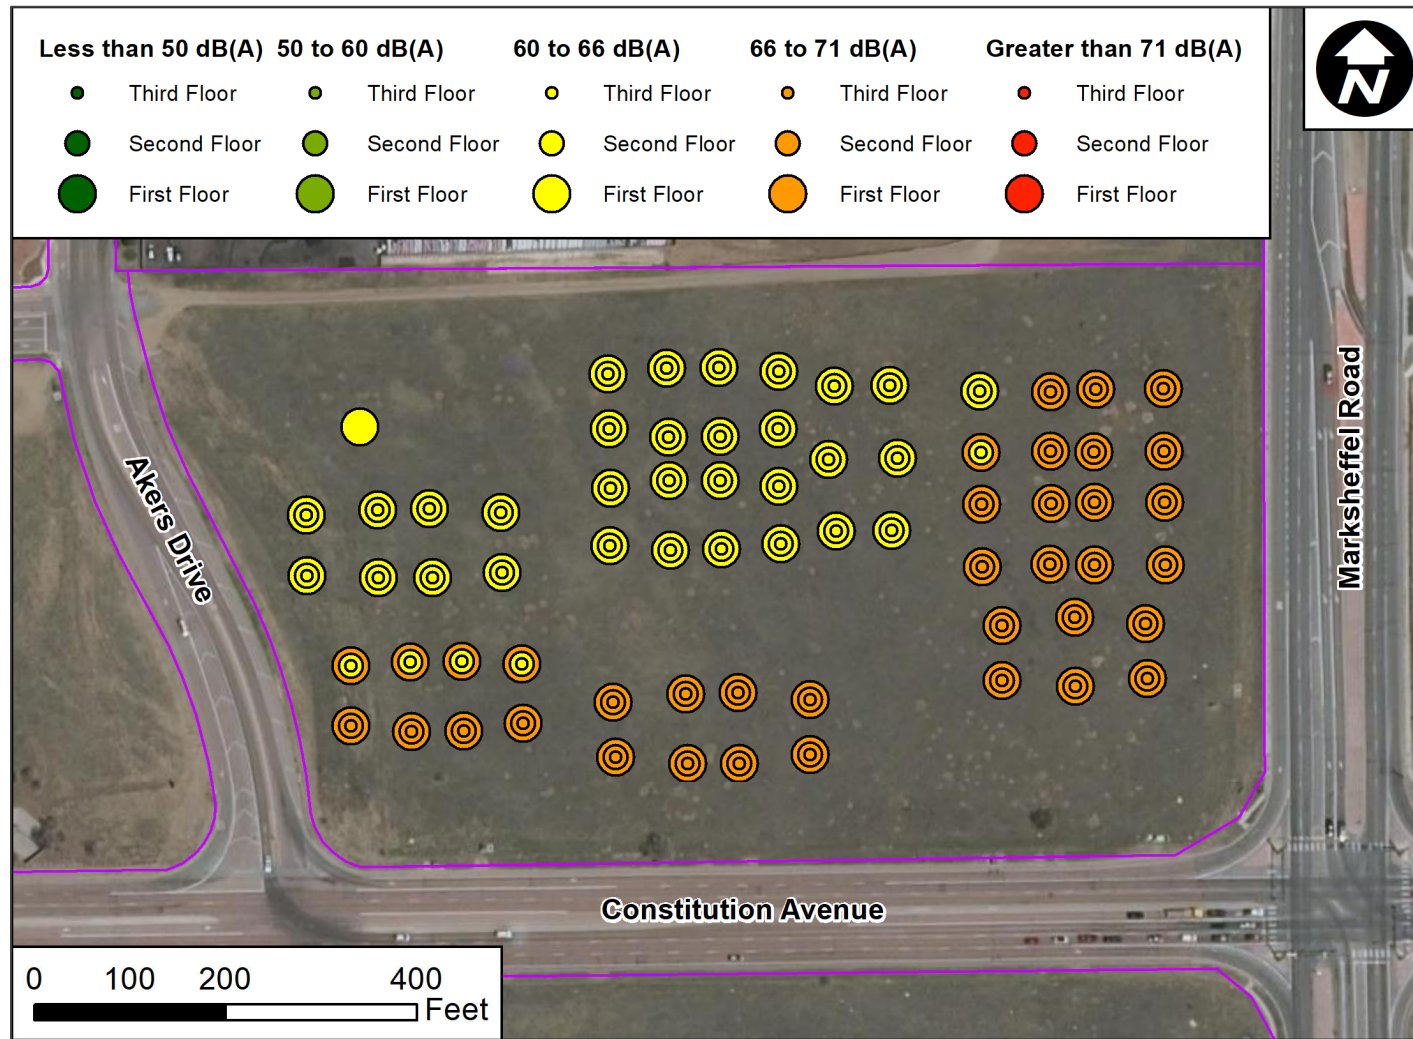 Less than 50 dB(A) 50 to 60 dB(A) 60 to 66 dB(A) 66 to 71 dB(A) Greater than 71 dB(A)
Third Floor Third Floor Third Floor Third Floor Third Floor
Second Floor Second Floor Second Floor Second Floor Second Floor
First Floor First Floor First Floor First Floor First Floor
N
Akers Drive
Marksheffel Road
Constitution Avenue
0 100 200 400
Feet